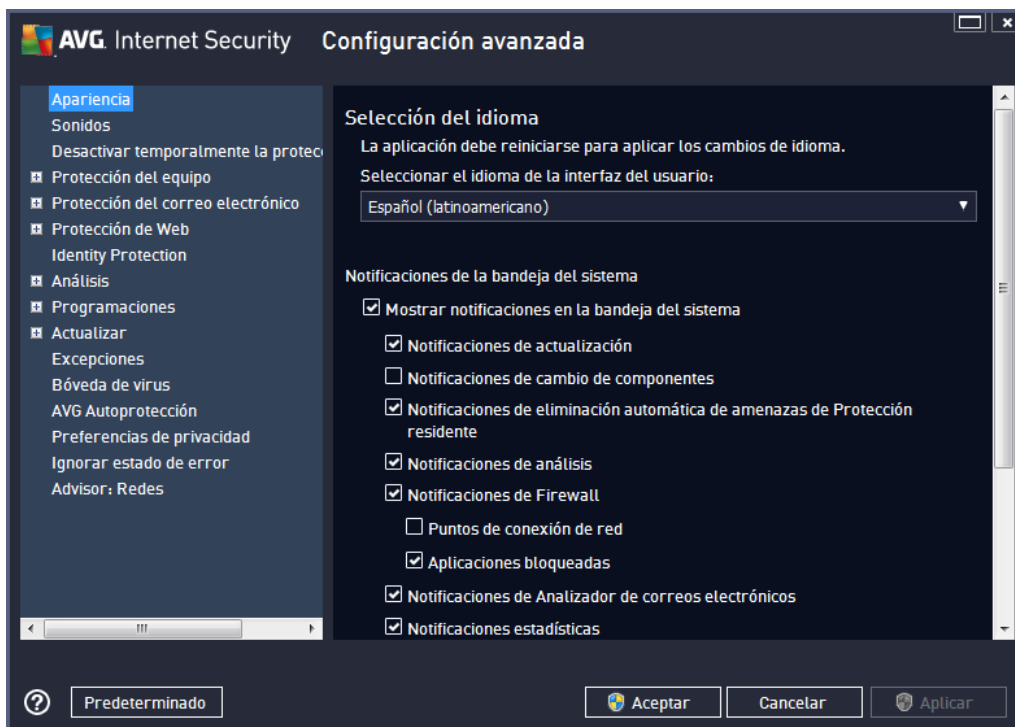 AVG. Internet Security
Configuración avanzada
Apariencia
Sonidos
Desactivar temporalmente la protec
Protección del equipo
Protección del correo electrónico
Protección de Web
Identity Protection
Análisis
Programaciones
Actualizar
Excepciones
Bóveda de virus
AVG Autoprotección
Preferencias de privacidad
Ignorar estado de error
Advisor: Redes
Selección del idioma
La aplicación debe reiniciarse para aplicar los cambios de idioma.
Seleccionar el idioma de la interfaz del usuario:
Español (latinoamericano)
Notificaciones de la bandeja del sistema
Mostrar notificaciones en la bandeja del sistema
Notificaciones de actualización
Notificaciones de cambio de componentes
Notificaciones de eliminación automática de amenazas de Protección
residente
Notificaciones de análisis
Notificaciones de Firewall
Puntos de conexión de red
Aplicaciones bloqueadas
Notificaciones de Analizador de correos electrónicos
Notificaciones estadísticas
Predeterminado
Aceptar
Cancelar
Aplicar